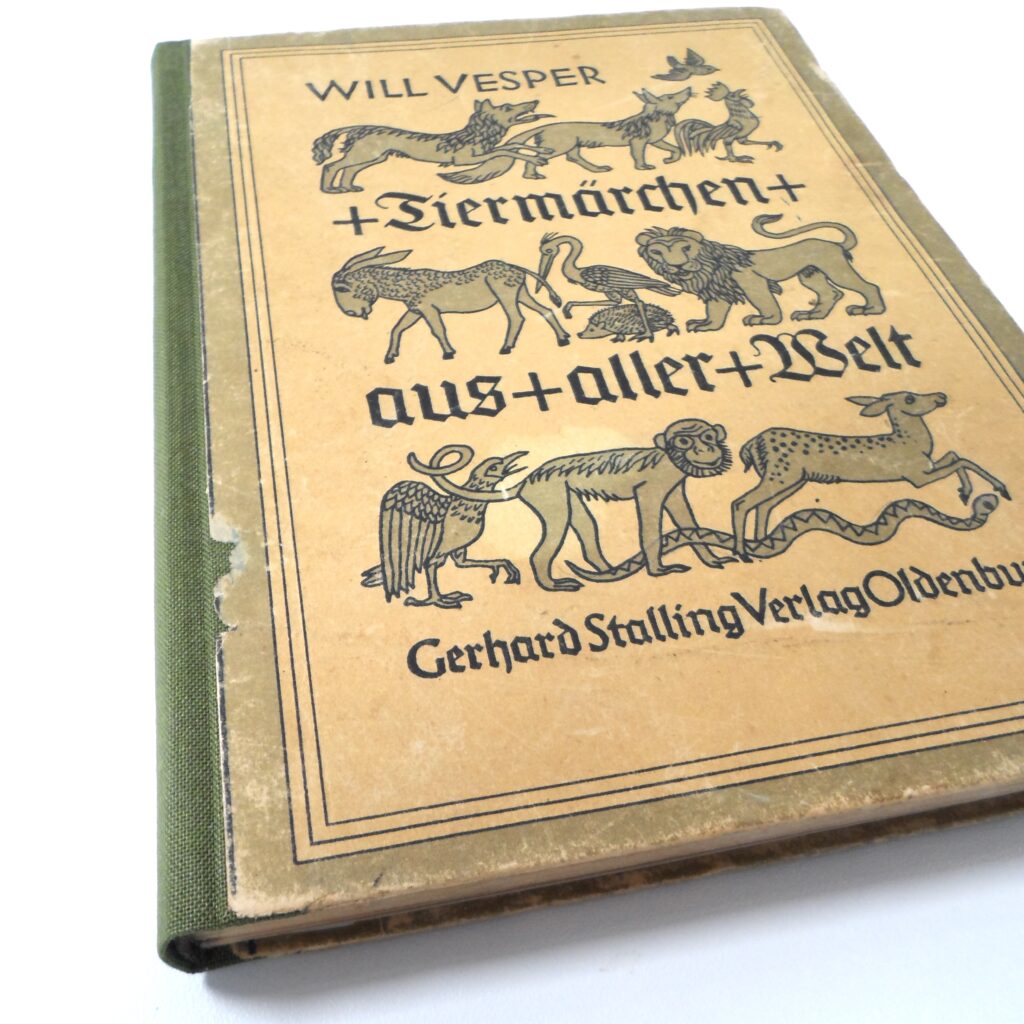 WILL VESPER
+Tiermärchen+
aus+aller+Welt
Gerhard Stalling Verlag Oldenbu